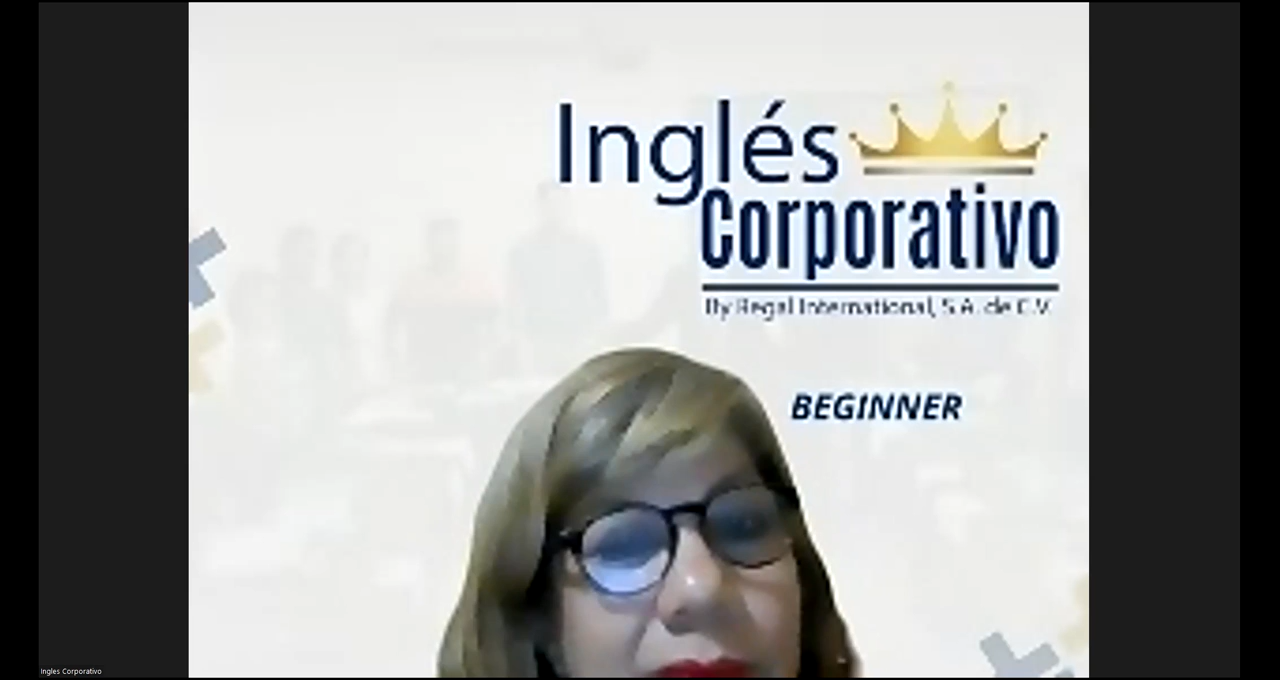 Inglés
Corporativo
By Regal International, S.A. de C.V.
BEGINNER
Ingles Corporativo